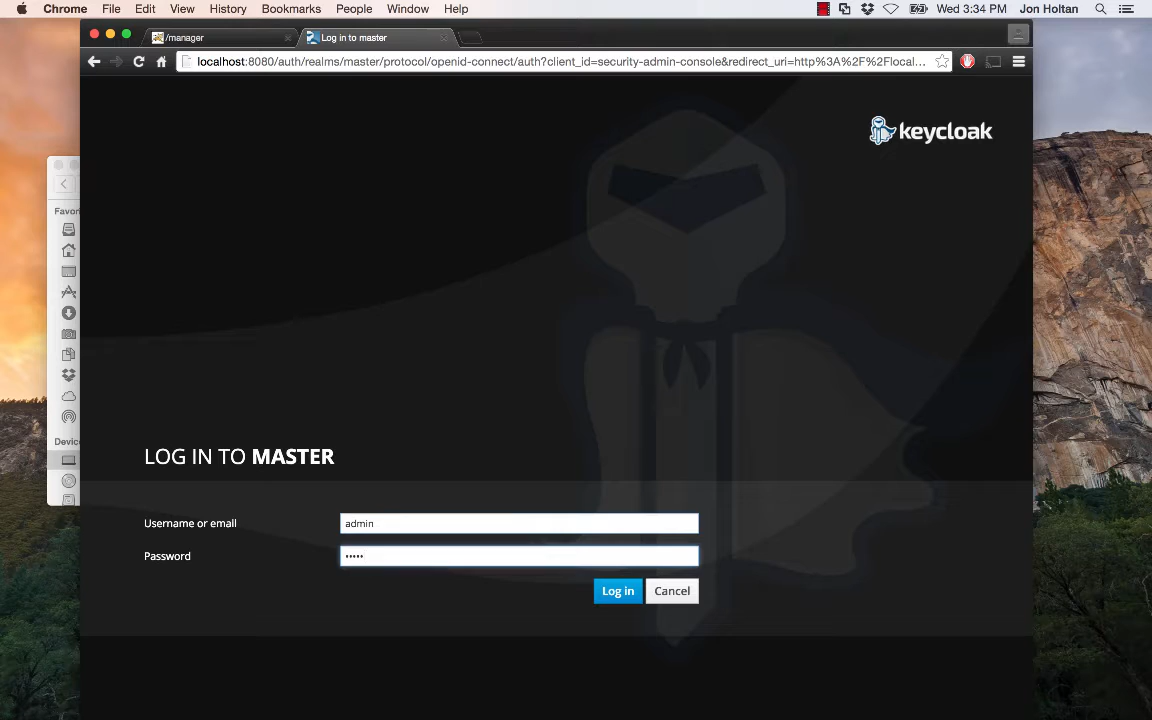 Chrome File Edit View History Bookmarks People Window Help Wed 3:34 PM Jon Holtan
/manager Log in to master
localhost:8080/auth/realms/master/protocol/openid-connect/auth?client_id=security-admin-console&redirect_uri=http%3A%2F%2Flocal...
keycloak
Favor
Device
LOG IN TO MASTER
Username or email admin
Password •••••
Log in Cancel